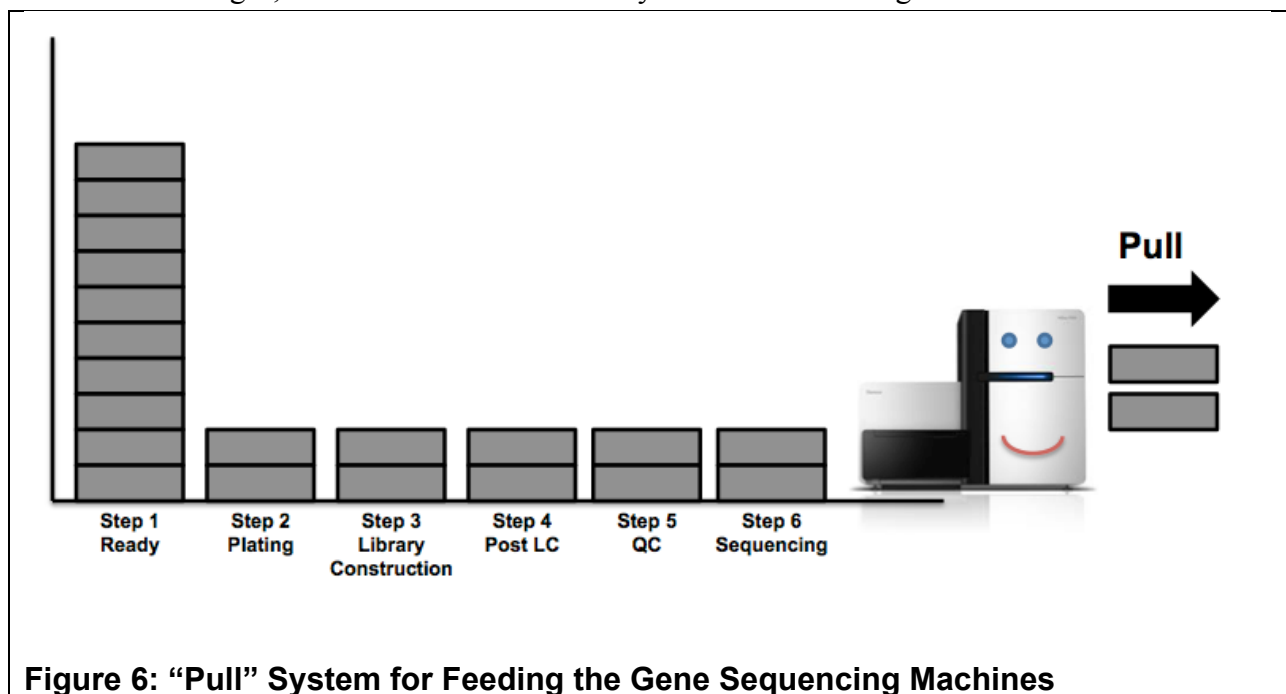 Pull
Step 1
Ready
Step 2
Plating
Step 3
Library
Construction
Step 4
Post LC
Step 5
QC
Step 6
Sequencing
Figure 6: “Pull” System for Feeding the Gene Sequencing Machines